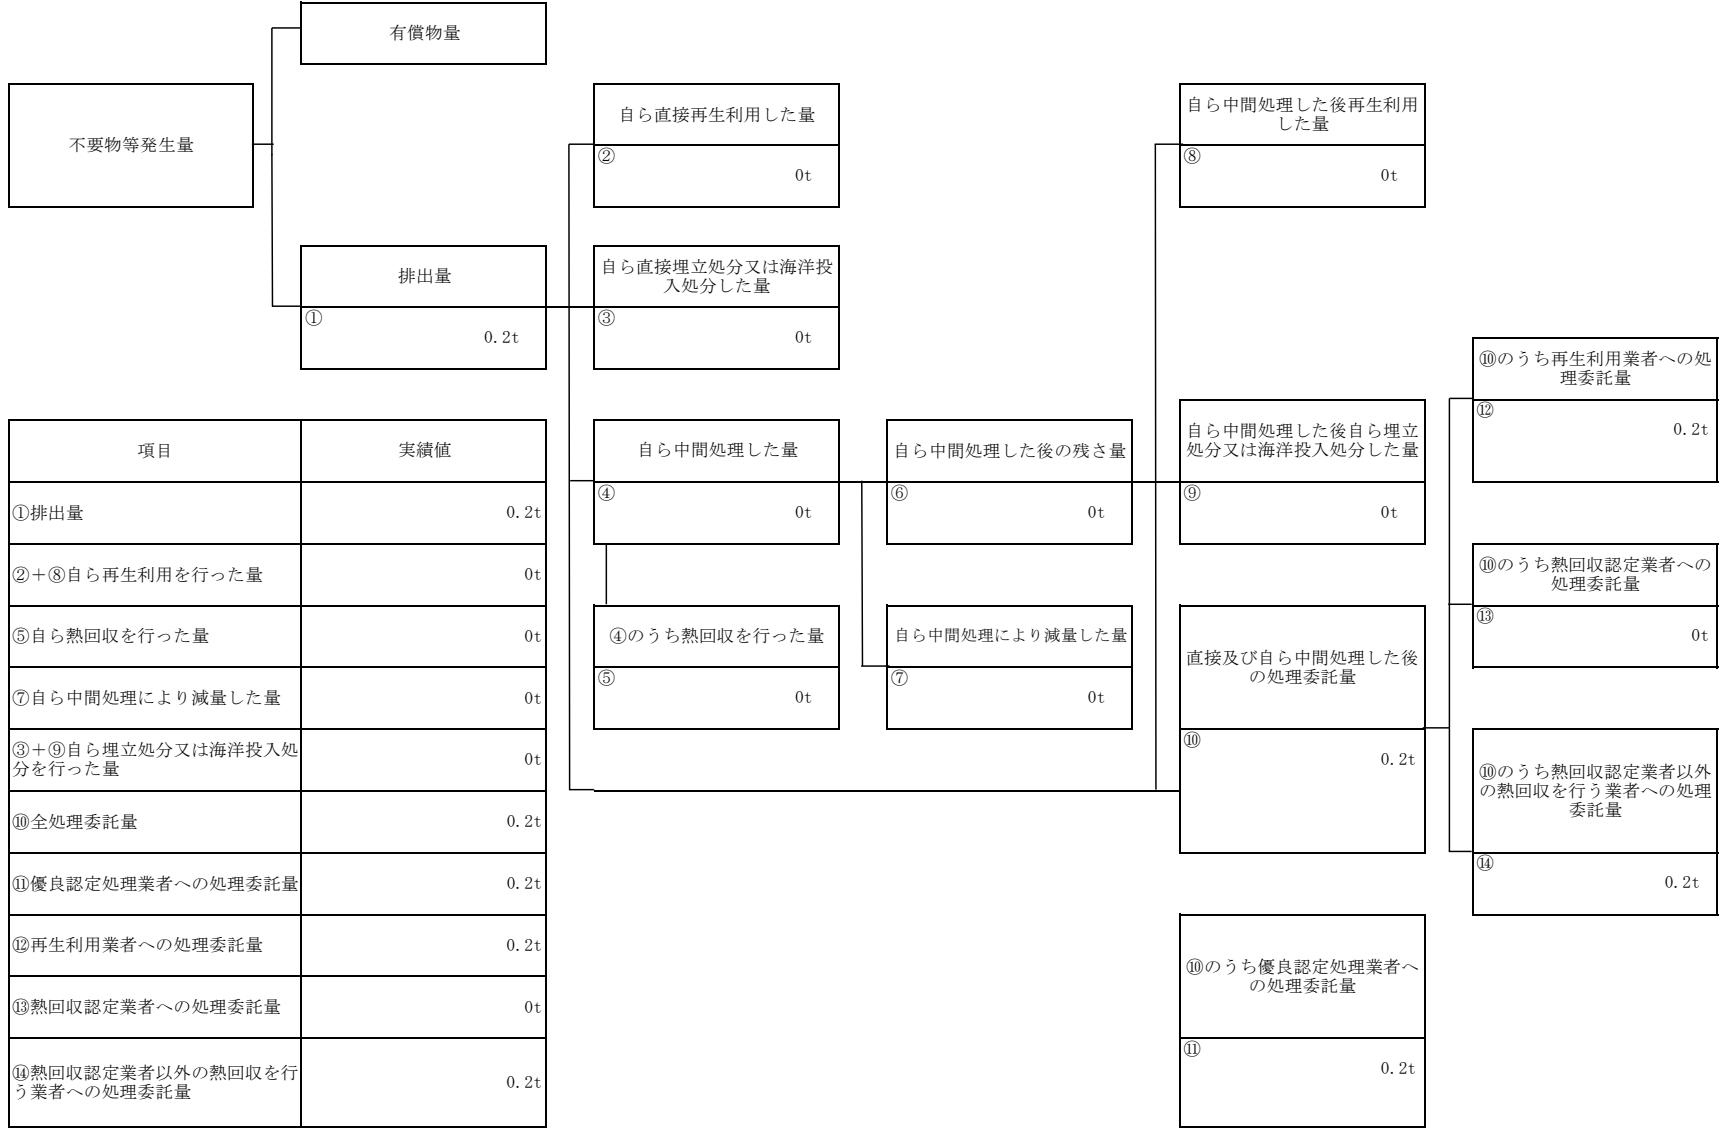 有償物量
不要物等発生量
自ら直接再生利用した量
②
0t
自ら中間処理した後再生利用
した量
⑧
0t
排出量
①
0.2t
自ら直接埋立処分又は海洋投
入処分した量
③
0t
⑩のうち再生利用業者への処
理委託量
⑫
0.2t
項目
実績値
①排出量
0.2t
②+⑧自ら再生利用を行った量
0t
⑤自ら熱回収を行った量
0t
⑦自ら中間処理により減量した量
0t
③+⑨自ら埋立処分又は海洋投入処
分を行った量
0t
⑩全処理委託量
0.2t
⑪優良認定処理業者への処理委託量
0.2t
⑫再生利用業者への処理委託量
0.2t
⑬熱回収認定業者への処理委託量
0t
⑭熱回収認定業者以外の熱回収を行
う業者への処理委託量
0.2t
自ら中間処理した量
④
0t
自ら中間処理した後の残さ量
⑥
0t
自ら中間処理した後自ら埋立
処分又は海洋投入処分した量
⑨
0t
④のうち熱回収を行った量
⑤
0t
自ら中間処理により減量した量
⑦
0t
直接及び自ら中間処理した後
の処理委託量
⑩
0.2t
⑩のうち熱回収認定業者への
処理委託量
⑬
0t
⑩のうち熱回収認定業者以外
の熱回収を行う業者への処理
委託量
⑭
0.2t
⑩のうち優良認定処理業者へ
の処理委託量
⑪
0.2t